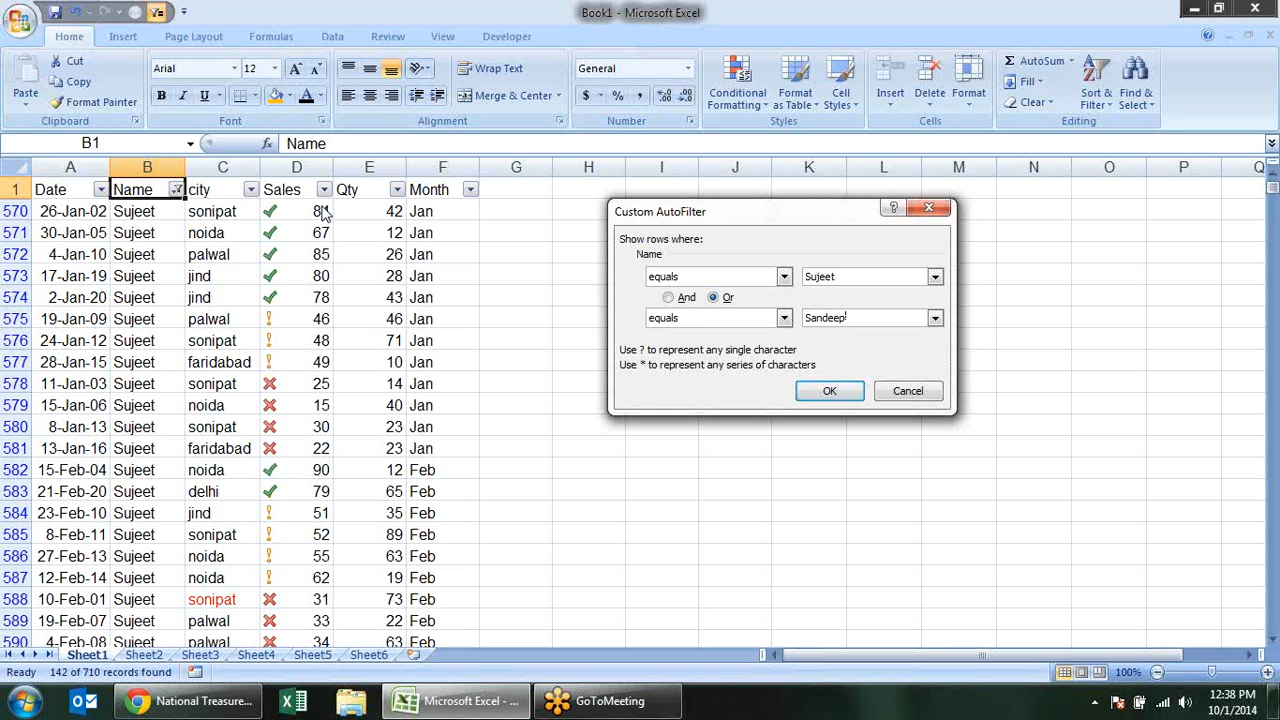 Book1 - Microsoft Excel
Home Insert Page Layout Formulas Data Review View Developer
Paste Cut Arial 12 Wrap Text General Conditional Formatting Format as Table Cell Styles Insert Delete Format AutoSum Sort & Filter Find & Select
Copy Fill
Format Painter B I U A Merge & Center $ % , Clear
Clipboard Font Alignment Number Styles Cells Editing
B1 fx Name
A B C D E F G H I J K L M N O P Q
1 Date Name city Sales Qty Month
570 26-Jan-02 Sujeet sonipat 81 42 Jan
571 30-Jan-05 Sujeet noida 67 12 Jan
572 4-Jan-10 Sujeet palwal 85 26 Jan
573 17-Jan-19 Sujeet jind 80 28 Jan
574 2-Jan-20 Sujeet jind 78 43 Jan
575 19-Jan-09 Sujeet palwal 46 46 Jan
576 24-Jan-12 Sujeet sonipat 48 71 Jan
577 28-Jan-15 Sujeet faridabad 49 10 Jan
578 11-Jan-03 Sujeet sonipat 25 14 Jan
579 15-Jan-06 Sujeet noida 15 40 Jan
580 8-Jan-13 Sujeet sonipat 30 23 Jan
581 13-Jan-16 Sujeet faridabad 22 23 Jan
582 15-Feb-04 Sujeet noida 90 12 Feb
583 21-Feb-20 Sujeet delhi 79 65 Feb
584 23-Feb-10 Sujeet jind 51 35 Feb
585 8-Feb-11 Sujeet sonipat 52 89 Feb
586 27-Feb-13 Sujeet noida 55 63 Feb
587 12-Feb-14 Sujeet noida 62 19 Feb
588 10-Feb-01 Sujeet sonipat 31 73 Feb
589 19-Feb-07 Sujeet palwal 33 22 Feb
590 4-Feb-08 Sujeet palwal 34 63 Feb
Custom AutoFilter
Show rows where:
Name
equals Sujeet
And Or
equals Sandeep
Use ? to represent any single character
Use * to represent any series of characters
OK Cancel
Sheet1 Sheet2 Sheet3 Sheet4 Sheet5 Sheet6
Ready 142 of 710 records found 100%
National Treasure... Microsoft Excel - ... GoToMeeting
12:38 PM
10/1/2014